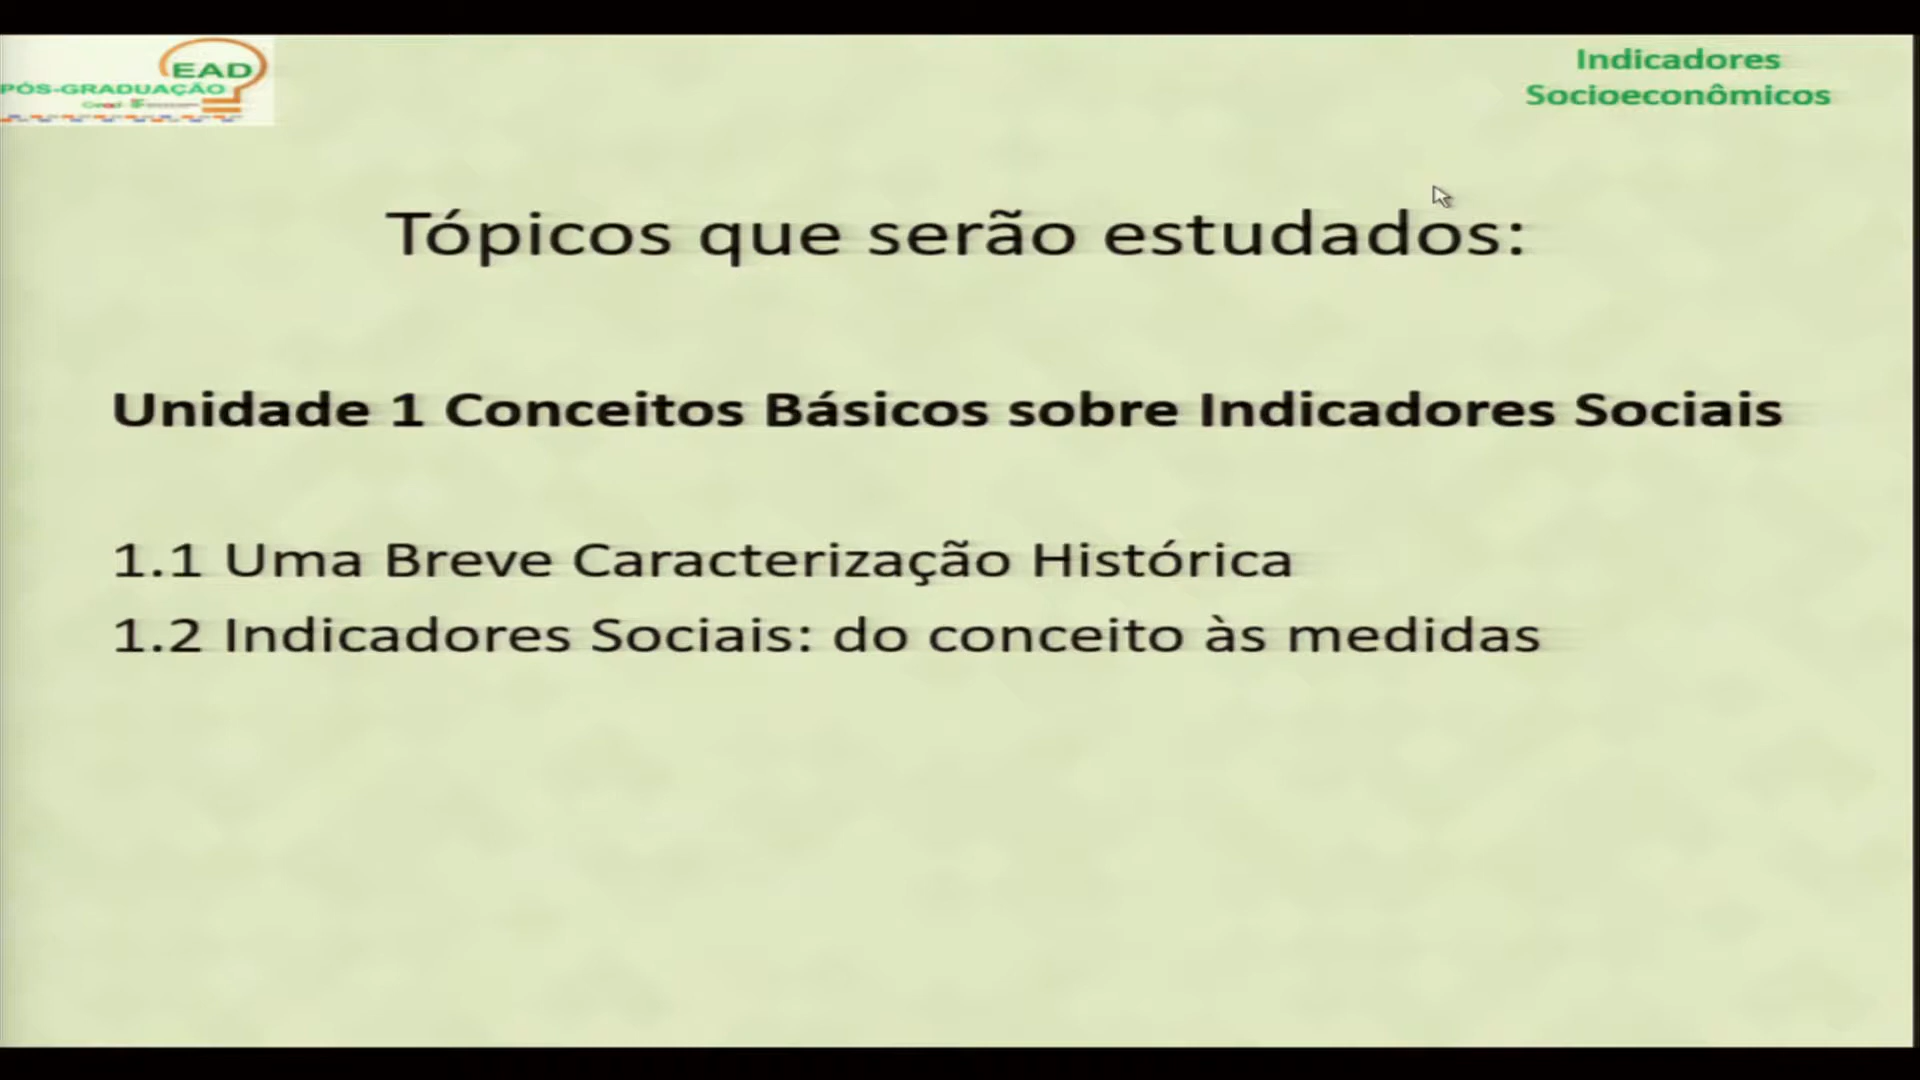 EAD
PÓS-GRADUAÇÃO
Indicadores
Socioeconômicos
Tópicos que serão estudados:
Unidade 1 Conceitos Básicos sobre Indicadores Sociais
1.1 Uma Breve Caracterização Histórica
1.2 Indicadores Sociais: do conceito às medidas